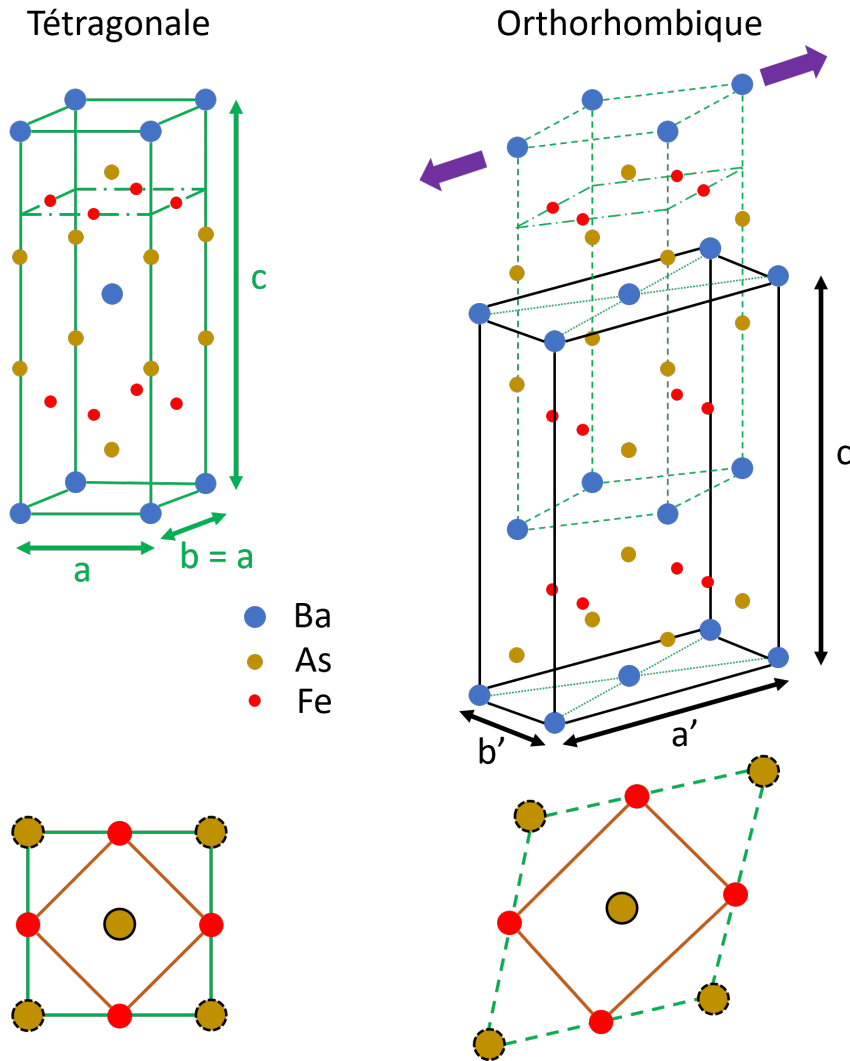 Tétragonale
Orthorhombique
c
a
b = a
Ba
As
Fe
c
b’
a’